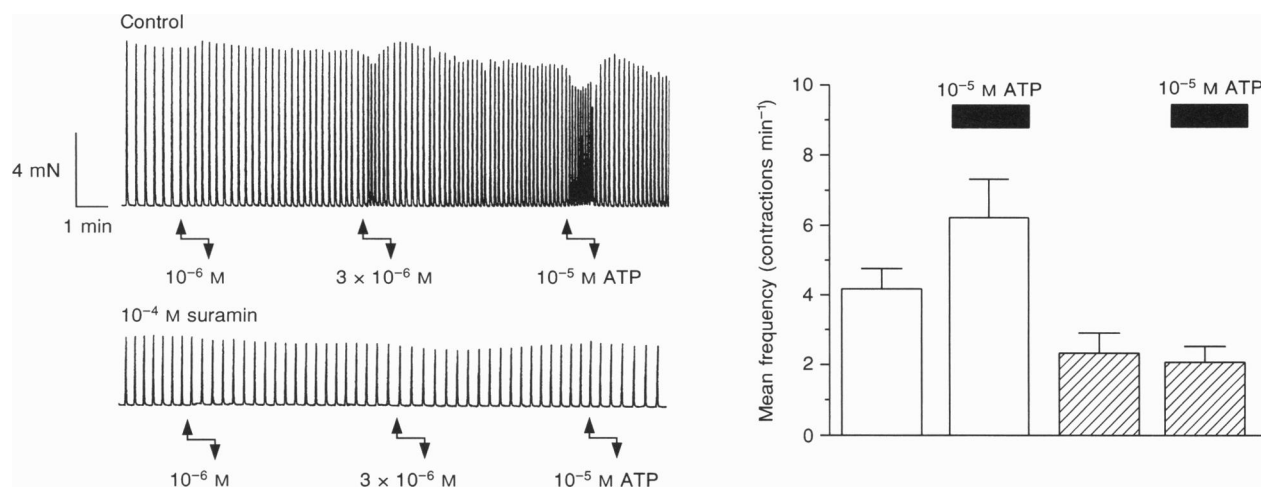 Control
4 mN
1 min
10⁻⁶ M
3 × 10⁻⁶ M
10⁻⁵ M ATP
10⁻⁴ M suramin
10⁻⁶ M
3 × 10⁻⁶ M
10⁻⁵ M ATP
Mean frequency (contractions min⁻¹)
10
8
6
4
2
0
10⁻⁵ M ATP
10⁻⁵ M ATP